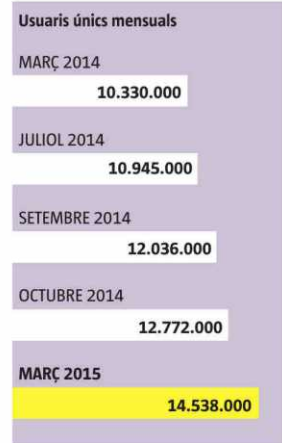 Usuaris únics mensuals
MARÇ 2014
10.330.000
JULIOL 2014
10.945.000
SETEMBRE 2014
12.036.000
OCTUBRE 2014
12.772.000
MARÇ 2015
14.538.000